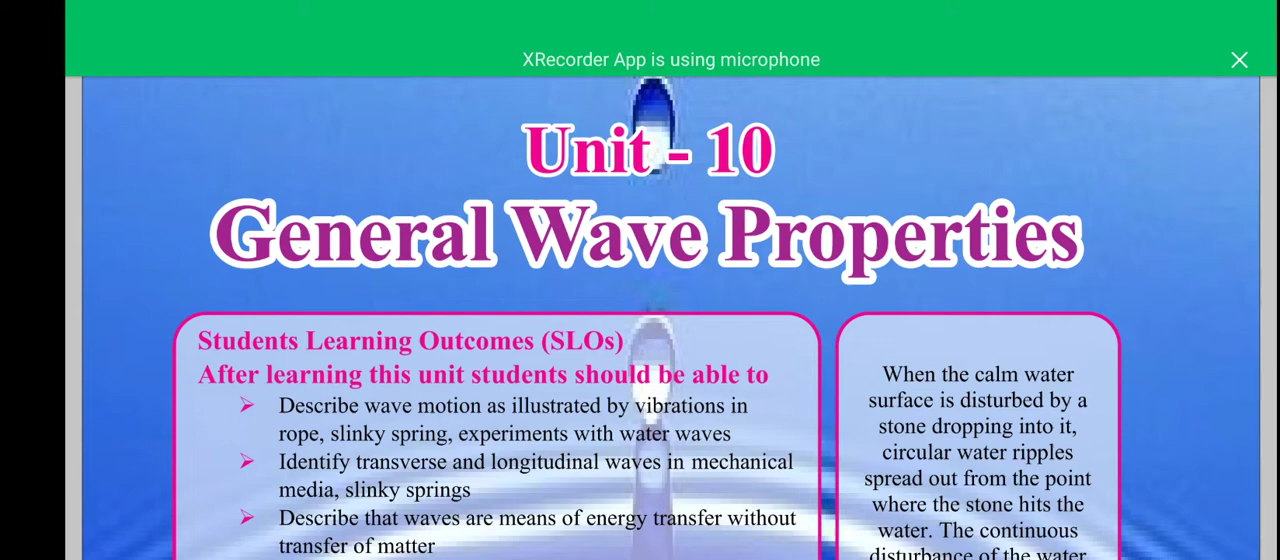 XRecorder App is using microphone
Unit - 10
General Wave Properties
Students Learning Outcomes (SLOs)
After learning this unit students should be able to
Describe wave motion as illustrated by vibrations in
rope, slinky spring, experiments with water waves
Identify transverse and longitudinal waves in mechanical
media, slinky springs
Describe that waves are means of energy transfer without
transfer of matter
When the calm water
surface is disturbed by a
stone dropping into it,
circular water ripples
spread out from the point
where the stone hits the
water. The continuous
disturbance of the water